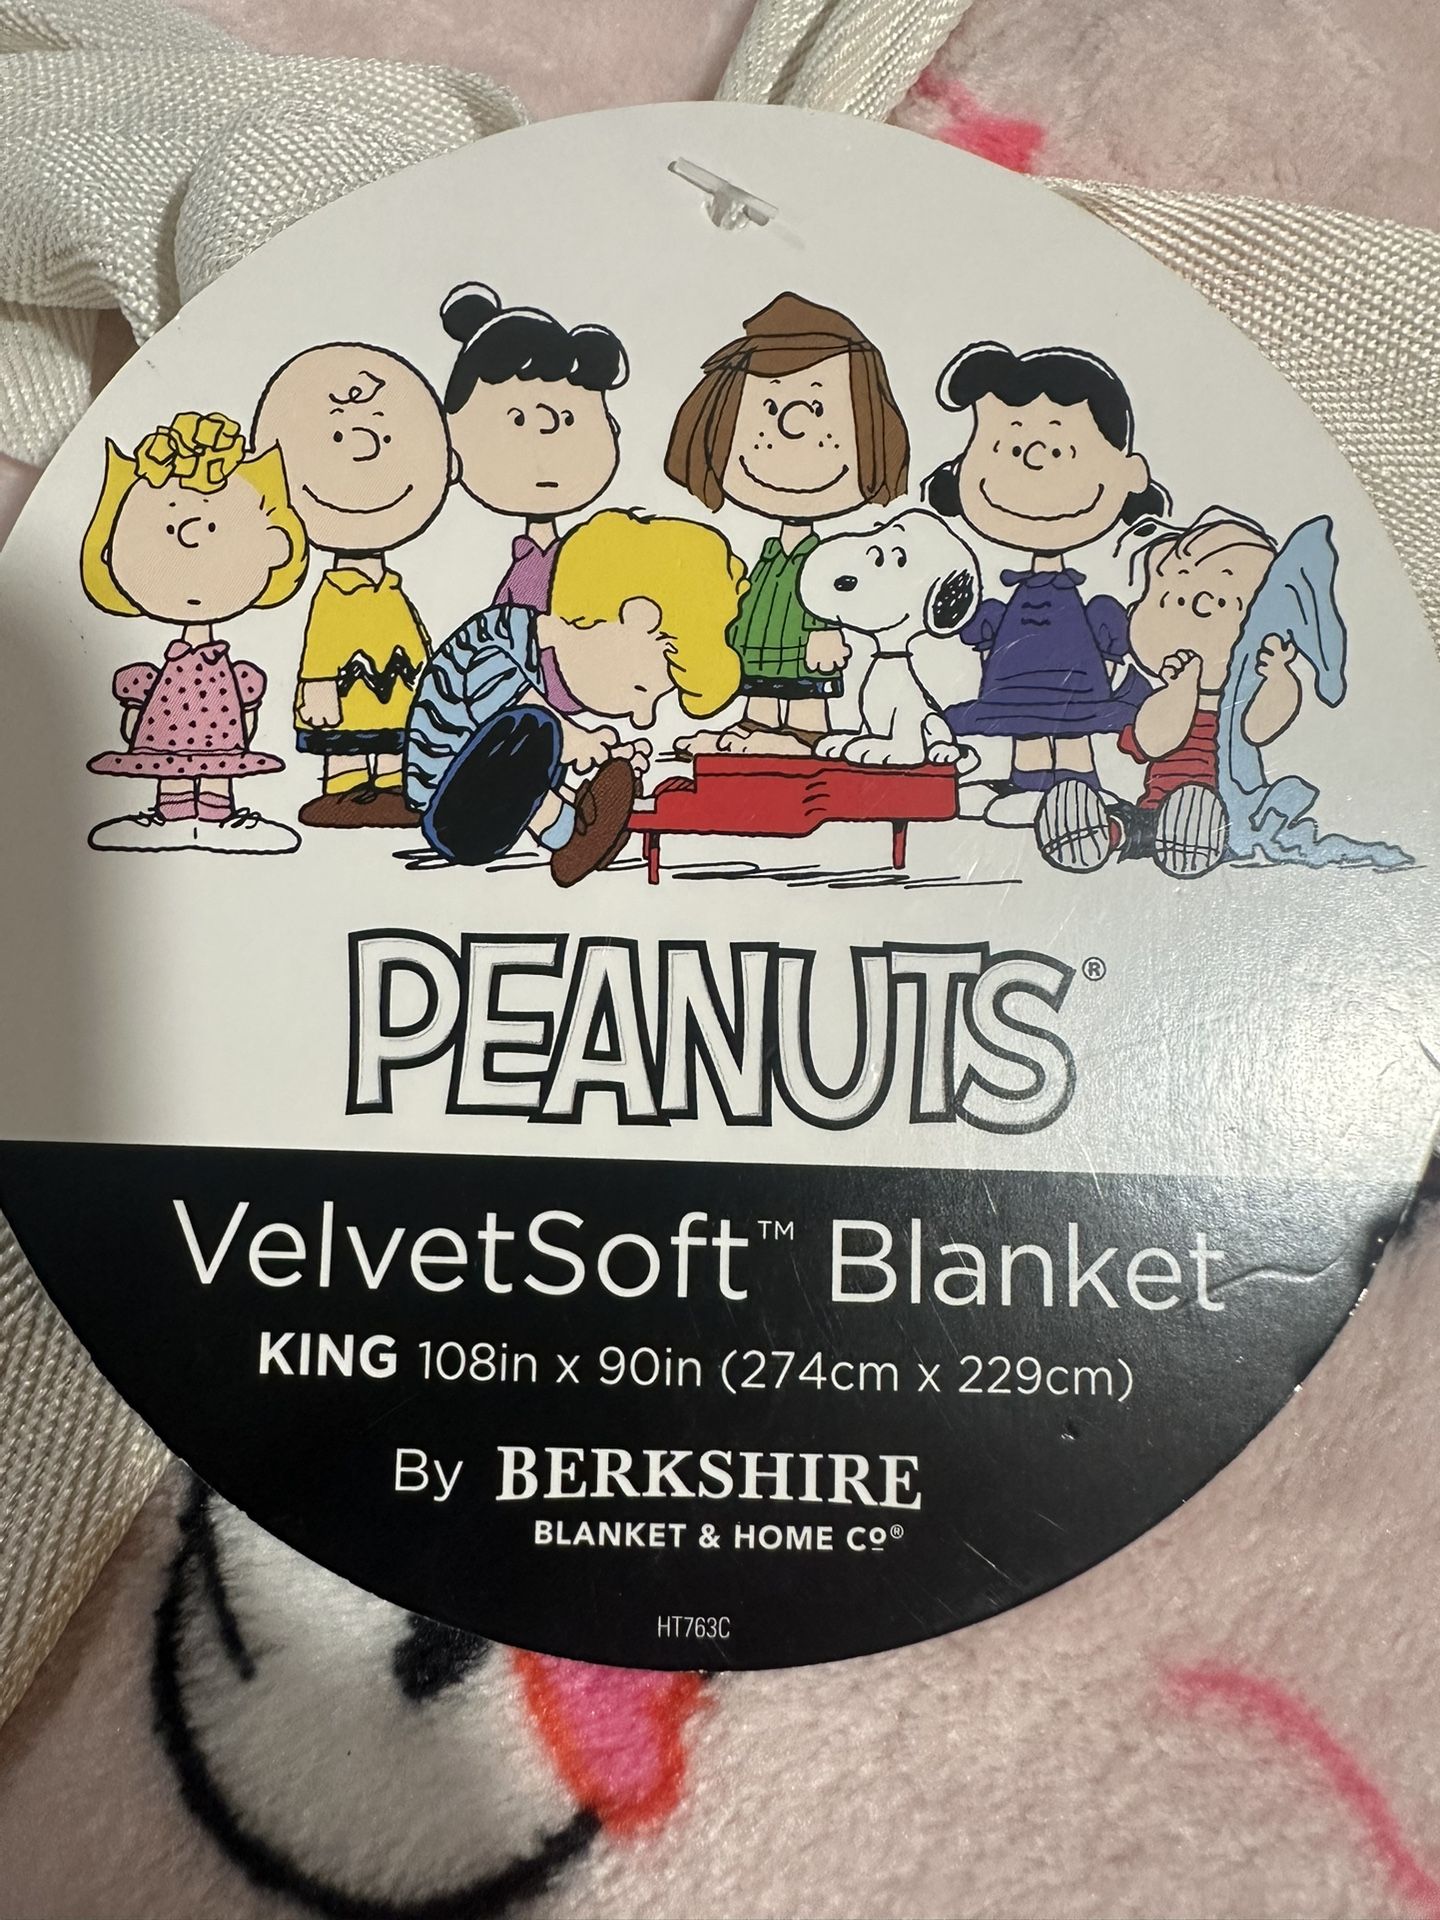 PEANUTS®
VelvetSoft™ Blanket
KING 108in x 90in (274cm x 229cm)
By BERKSHIRE
BLANKET & HOME Cº®
HT763C